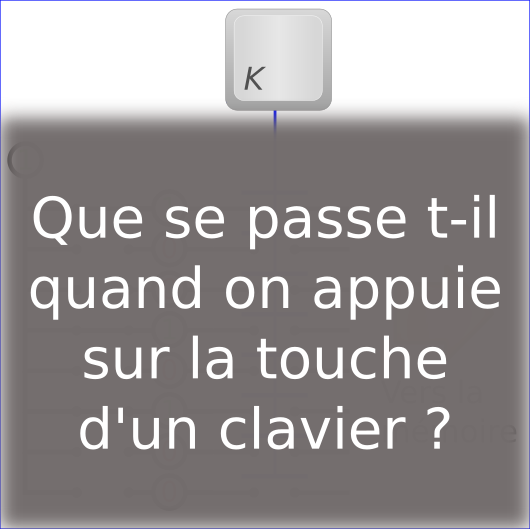 K
Que se passe t-il
quand on appuie
sur la touche
d'un clavier ?